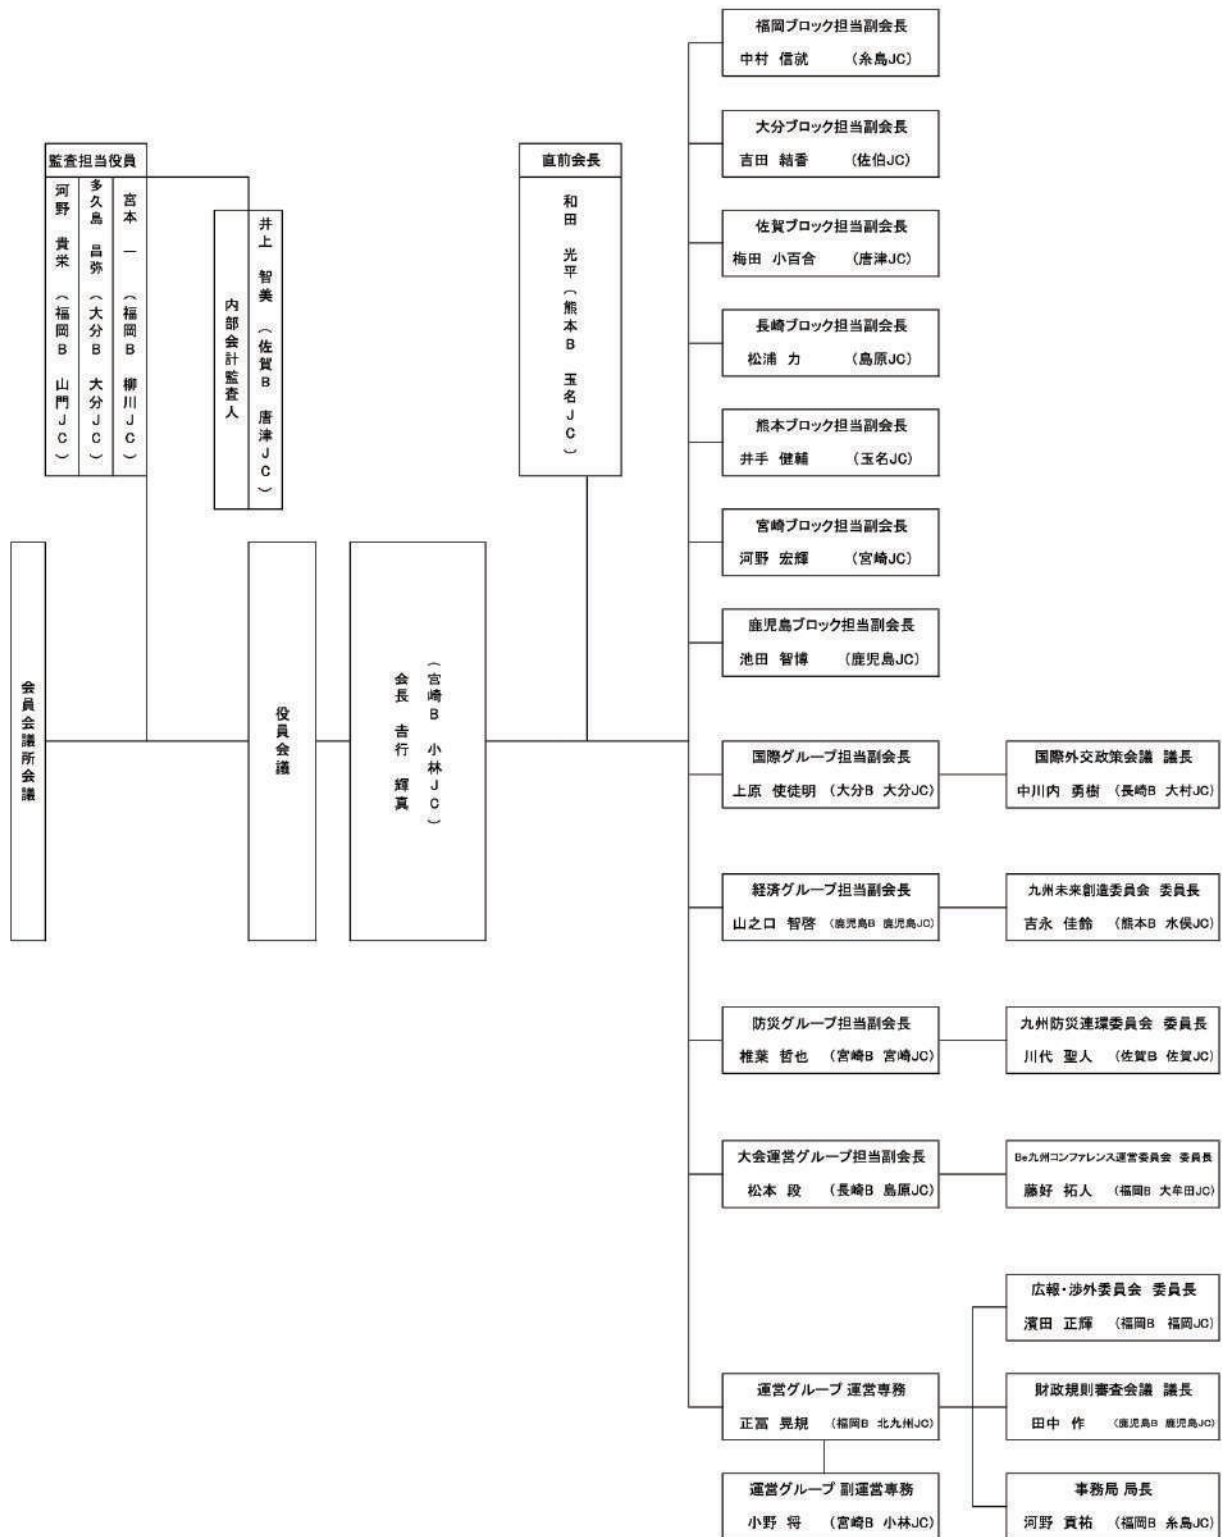 監査担当役員
宮本 一 （福岡B 柳川JC）
多久島 昌弥 （大分B 大分JC）
河野 貴栄 （福岡B 山門JC）
井上 智美 （佐賀B 唐津JC）
内部会計監査人
直前会長
和田 光平（熊本B 玉名JC）
会員会議所会議
役員会議
（宮崎B 小林JC）
会長 吉行 輝真
福岡ブロック担当副会長
中村 信就 （糸島JC）
大分ブロック担当副会長
吉田 結香 （佐伯JC）
佐賀ブロック担当副会長
梅田 小百合 （唐津JC）
長崎ブロック担当副会長
松浦 力 （島原JC）
熊本ブロック担当副会長
井手 健輔 （玉名JC）
宮崎ブロック担当副会長
河野 宏輝 （宮崎JC）
鹿児島ブロック担当副会長
池田 智博 （鹿児島JC）
国際グループ担当副会長
上原 使徒明 （大分B 大分JC）
国際外交政策会議 議長
中川内 勇樹 （長崎B 大村JC）
経済グループ担当副会長
山之口 智啓 （鹿児島B 鹿児島JC）
九州未来創造委員会 委員長
吉永 佳鈴 （熊本B 水俣JC）
防災グループ担当副会長
椎葉 哲也 （宮崎B 宮崎JC）
九州防災連環委員会 委員長
川代 聖人 （佐賀B 佐賀JC）
大会運営グループ担当副会長
松本 段 （長崎B 島原JC）
Be九州コンファレンス運営委員会 委員長
藤好 拓人 （福岡B 大牟田JC）
広報・渉外委員会 委員長
濱田 正輝 （福岡B 福岡JC）
運営グループ 運営専務
正冨 晃規 （福岡B 北九州JC）
財政規則審査会議 議長
田中 作 （鹿児島B 鹿児島JC）
運営グループ 副運営専務
小野 将 （宮崎B 小林JC）
事務局 局長
河野 貢祐 （福岡B 糸島JC）